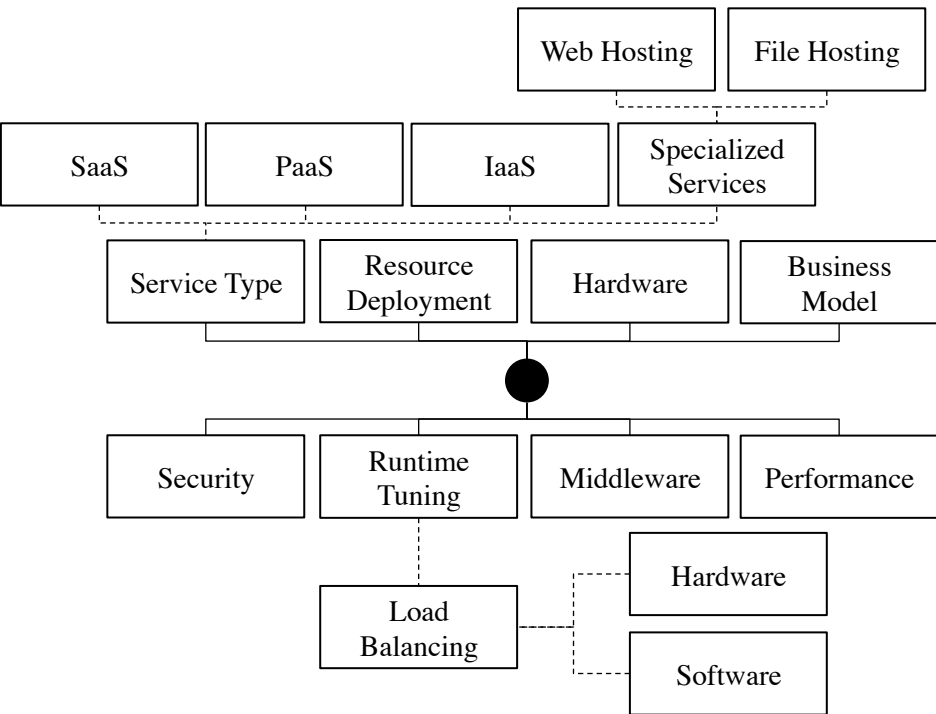 Web Hosting
File Hosting
SaaS
PaaS
IaaS
Specialized
Services
Service Type
Resource
Deployment
Hardware
Business
Model
Security
Runtime
Tuning
Middleware
Performance
Load
Balancing
Hardware
Software